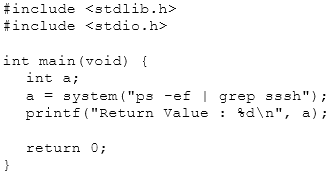 #include <stdlib.h>
#include <stdio.h>

int main(void) {
   int a;
   a = system("ps -ef | grep sssh");
   printf("Return Value : %d\n", a);

   return 0;
}